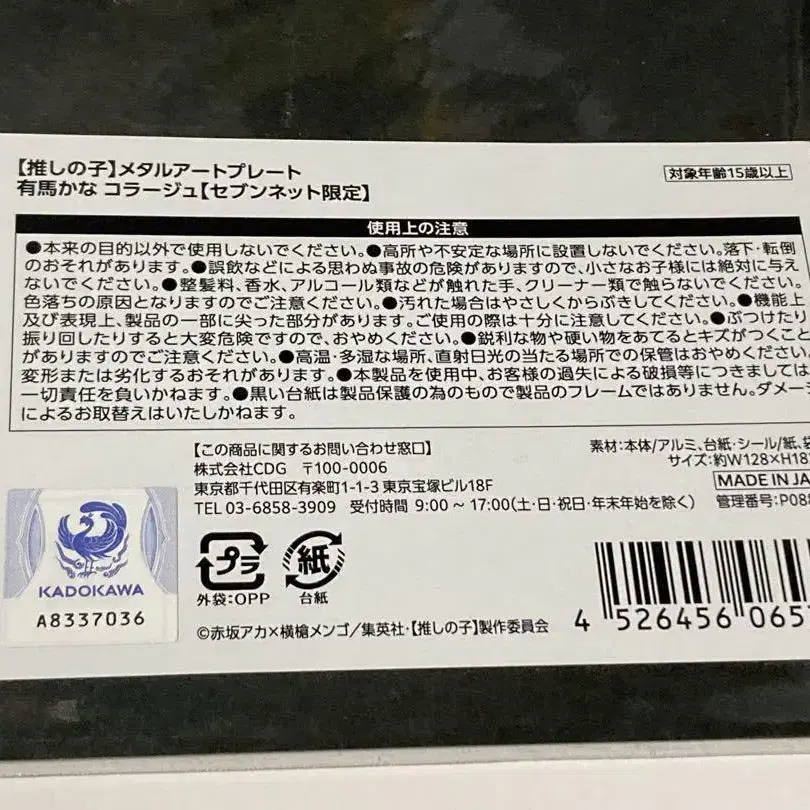 【推しの子】メタルアートプレート
有馬かな コラージュ【セブンネット限定】
対象年齢15歳以上
使用上の注意
●本来の目的以外で使用しないでください。●高所や不安定な場所に設置しないでください。落下・転倒
のおそれがあります。●誤飲などによる思わぬ事故の危険がありますので、小さなお子様には絶対に与え
ないでください。●整髪料、香水、アルコール類などが触れた手、クリーナー類で触らないでください。
色落ちの原因となりますのでご注意ください。●汚れた場合はやさしくからぶきしてください。●機能上
及び表現上、製品の一部に尖った部分があります。ご使用の際は十分に注意してください。●ぶつけたり
振り回したりすると大変危険ですので、おやめください。●鋭利な物や硬い物をあてるとキズがつくこと
がありますのでご注意ください。●高温・多湿な場所、直射日光の当たる場所での保管はおやめください
変形または劣化するおそれがあります。●本製品を使用中、お客様の過失による破損等につきましては
一切責任を負いかねます。●黒い台紙は製品保護の為のもので製品のフレームではありません。ダメー
によるお取替えはいたしかねます。
【この商品に関するお問い合わせ窓口】
株式会社CDG 〒100-0006
東京都千代田区有楽町1-1-3 東京宝塚ビル18F
TEL 03-6858-3909 受付時間 9:00～17:00(土・日・祝日・年末年始を除く)
素材:本体/アルミ、台紙・シール/紙、袋
サイズ:約W128×H18
MADE IN JA
管理番号:P08
KADOKAWA
A8337036
プラ
外袋:OPP
紙
台紙
©赤坂アカ×横槍メンゴ/集英社・【推しの子】製作委員会
4 526456 065